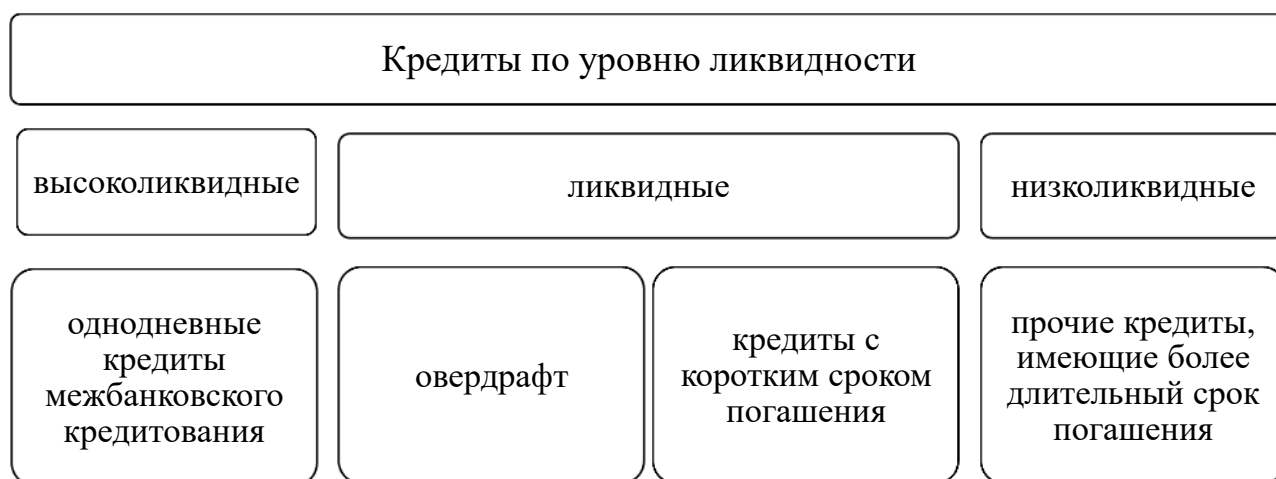 Кредиты по уровню ликвидности
высоколиквидные
ликвидные
низколиквидные
однодневные
кредиты
межбанковского
кредитования
овердрафт
кредиты с
коротким сроком
погашения
прочие кредиты,
имеющие более
длительный срок
погашения